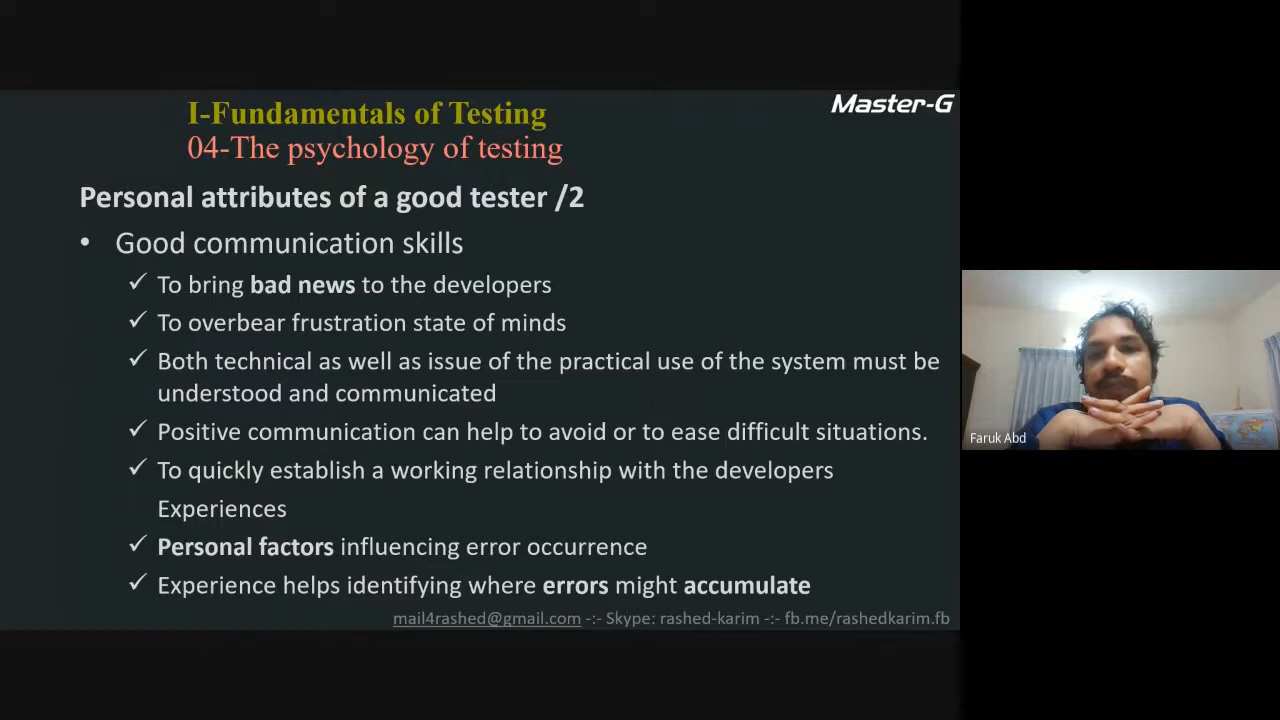 I-Fundamentals of Testing
Master-G
04-The psychology of testing
Personal attributes of a good tester /2
• Good communication skills
✓ To bring bad news to the developers
✓ To overbear frustration state of minds
✓ Both technical as well as issue of the practical use of the system must be
understood and communicated
✓ Positive communication can help to avoid or to ease difficult situations.
✓ To quickly establish a working relationship with the developers
Experiences
✓ Personal factors influencing error occurrence
✓ Experience helps identifying where errors might accumulate
mail4rashed@gmail.com -:- Skype: rashed-karim -:- fb.me/rashedkarim.fb
Faruk Abd